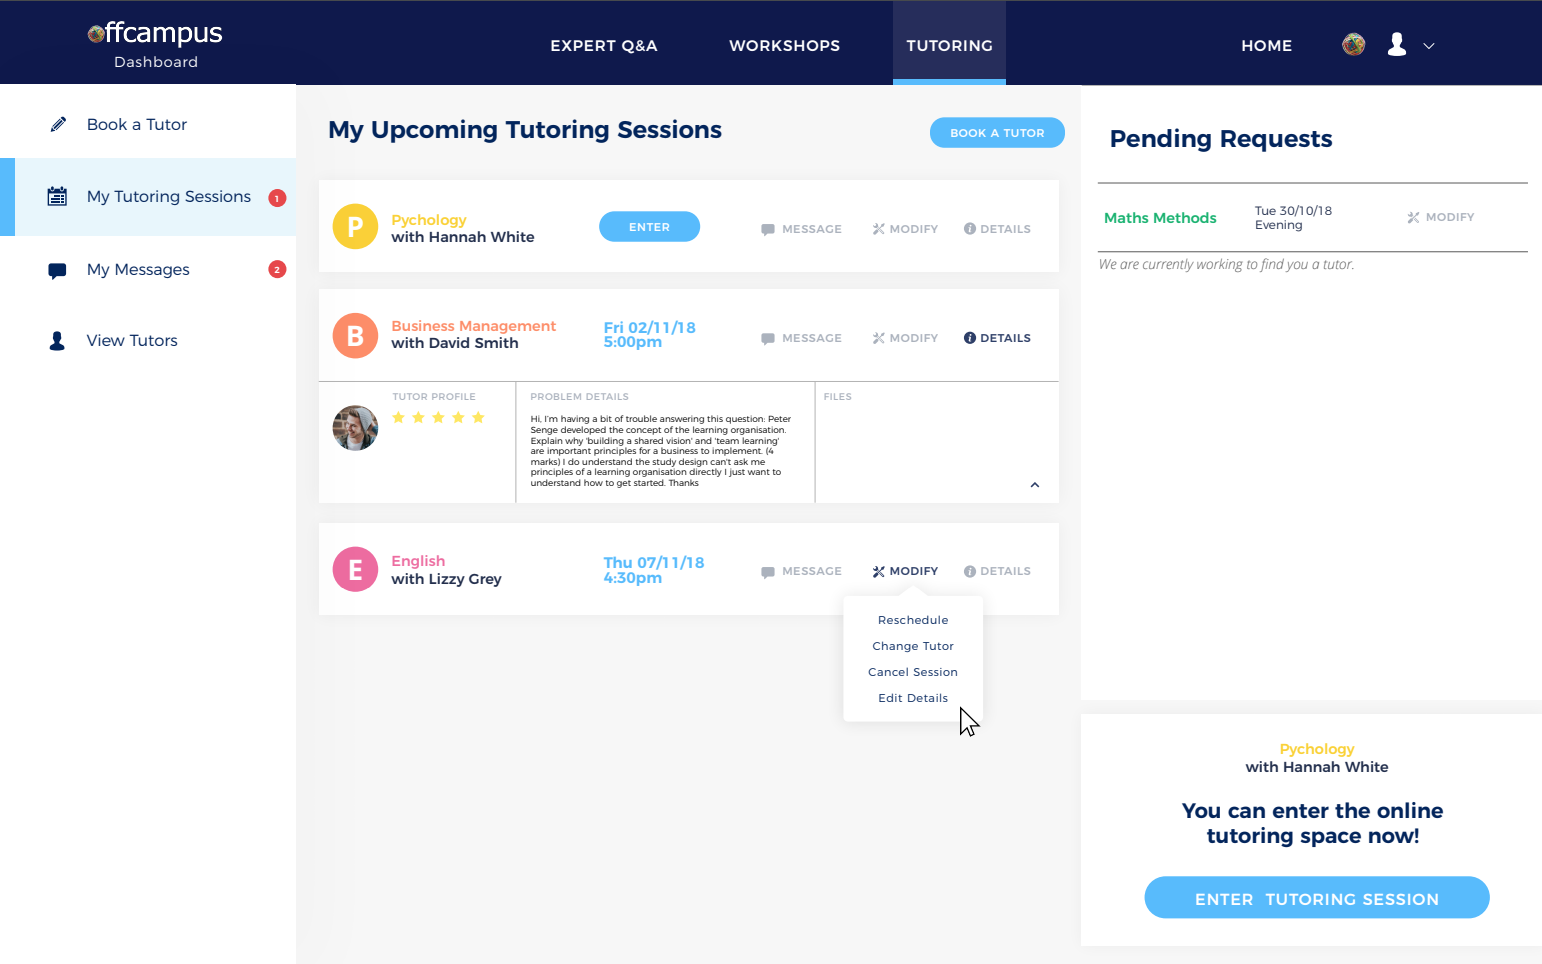 offcampus
Dashboard
EXPERT Q&A
WORKSHOPS
TUTORING
HOME
Book a Tutor
My Tutoring Sessions
1
My Messages
2
View Tutors
My Upcoming Tutoring Sessions
BOOK A TUTOR
P
Pychology
with Hannah White
ENTER
MESSAGE
MODIFY
DETAILS
B
Business Management
with David Smith
Fri 02/11/18
5:00pm
MESSAGE
MODIFY
DETAILS
TUTOR PROFILE
PROBLEM DETAILS
Hi, I'm having a bit of trouble answering this question: Peter
Senge developed the concept of the learning organisation.
Explain why 'building a shared vision' and 'team learning'
are important principles for a business to implement. (4
marks) I do understand the study design can't ask me
principles of a learning organisation directly I just want to
understand how to get started. Thanks
FILES
E
English
with Lizzy Grey
Thu 07/11/18
4:30pm
MESSAGE
MODIFY
DETAILS
Reschedule
Change Tutor
Cancel Session
Edit Details
Pending Requests
Maths Methods
Tue 30/10/18
Evening
MODIFY
We are currently working to find you a tutor.
Pychology
with Hannah White
You can enter the online
tutoring space now!
ENTER TUTORING SESSION